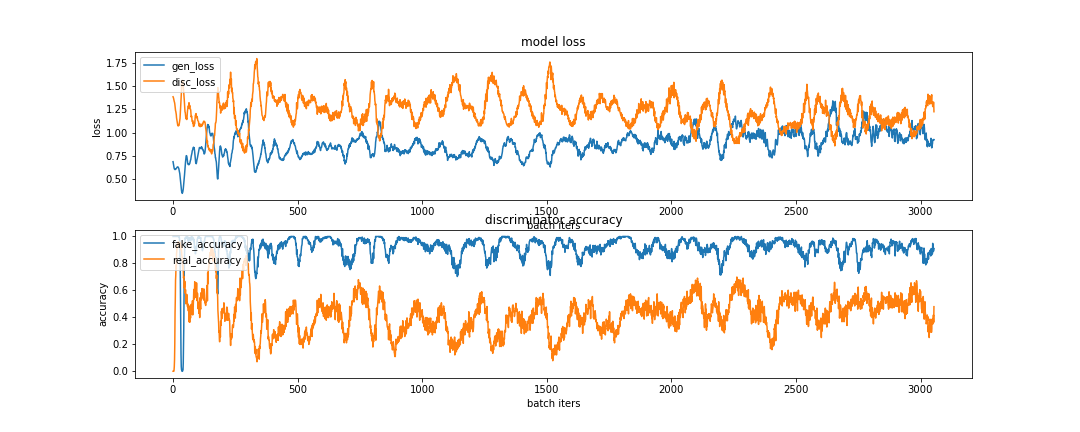 model loss
gen_loss
disc_loss
loss
1.75
1.50
1.25
1.00
0.75
0.50
0 500 1000 1500 2000 2500 3000
batch iters
discriminator accuracy
fake_accuracy
real_accuracy
accuracy
1.0
0.8
0.6
0.4
0.2
0.0
0 500 1000 1500 2000 2500 3000
batch iters